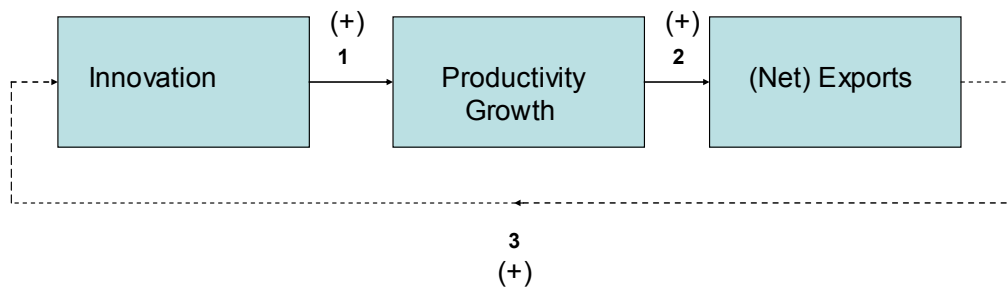 (+)
1
(+)
2
Innovation
Productivity
Growth
(Net) Exports
3
(+)